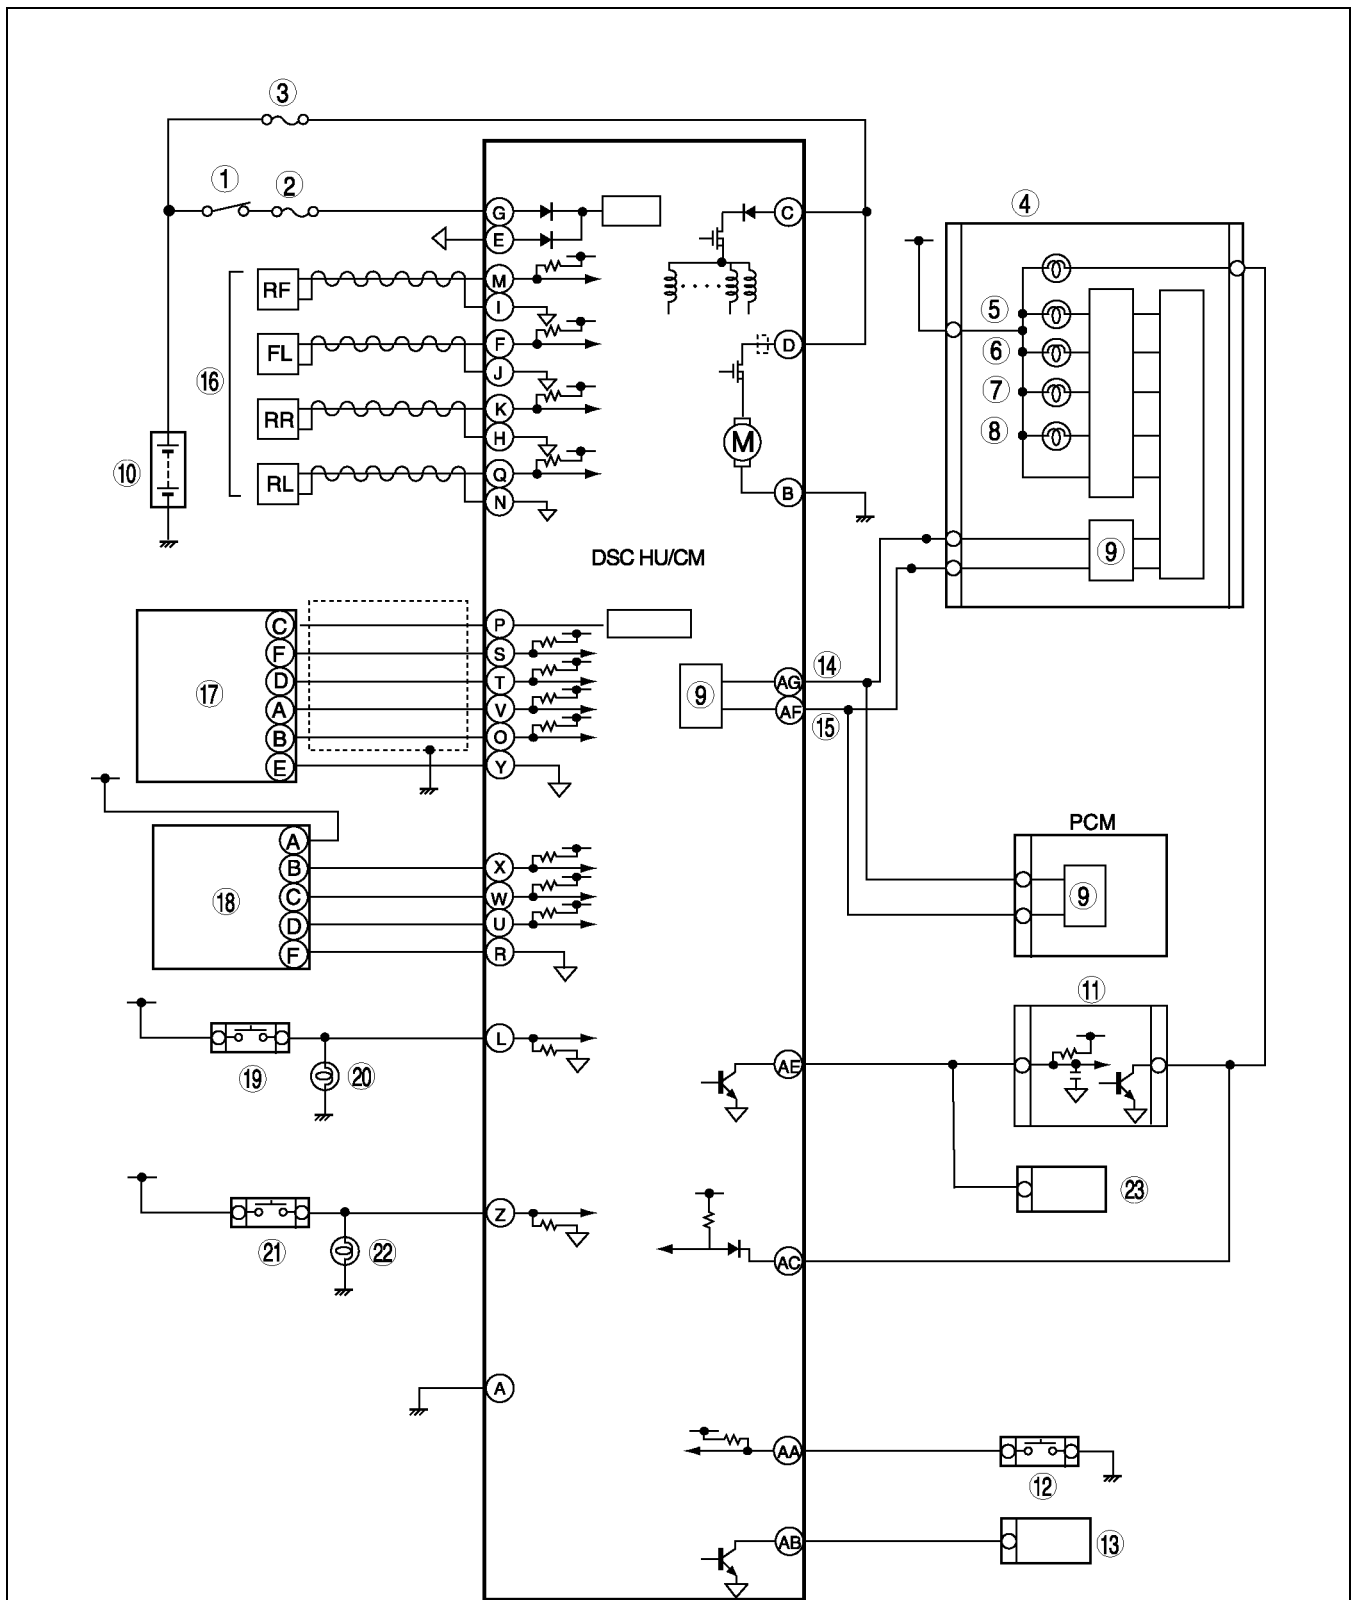 ③
①
②
④
G
C
E
RF
M
I
⑤
FL
F
J
D
⑥
⑯
RR
K
H
⑦
M
⑧
⑩
RL
Q
N
B
DSC HU/CM
⑨
⑰
C
F
D
A
B
E
P
S
T
V
O
Y
⑨
AG
AF
⑭
⑮
PCM
⑨
⑱
A
B
C
D
F
X
W
U
R
⑪
L
⑲
⑳
AE
㉓
Z
㉑
㉒
AC
A
AA
⑫
AB
⑬